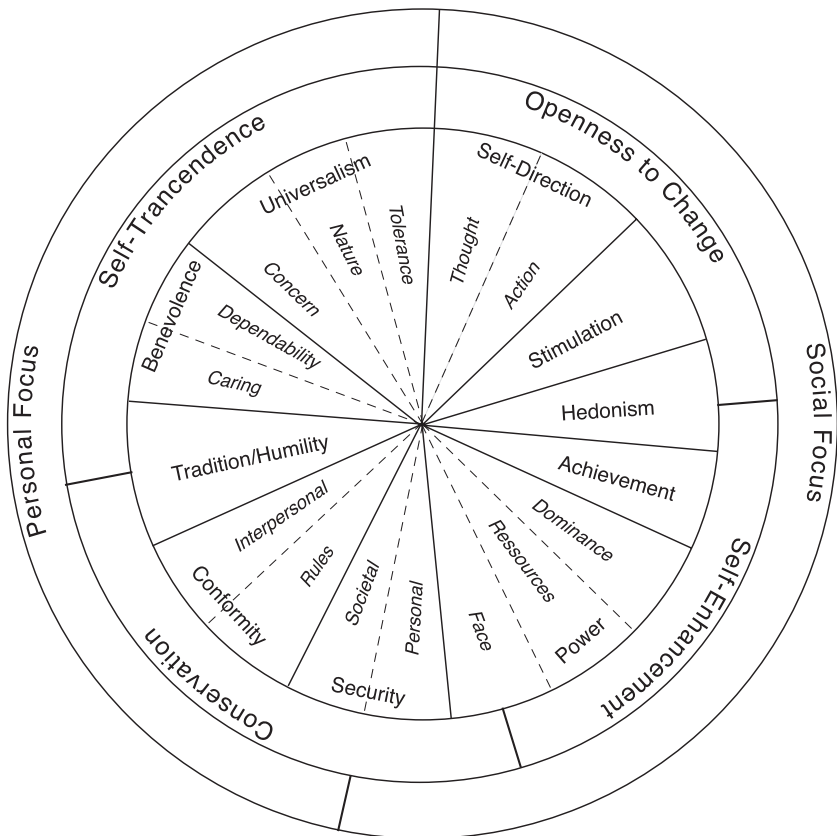 Personal Focus
Social Focus
Self-Trancendence
Openness to Change
Self-Enhancement
Conservation
Universalism
Concern
Nature
Tolerance
Self-Direction
Thought
Action
Stimulation
Hedonism
Achievement
Dominance
Ressources
Power
Face
Personal
Societal
Security
Rules
Interpersonal
Conformity
Tradition/Humility
Caring
Dependability
Benevolence